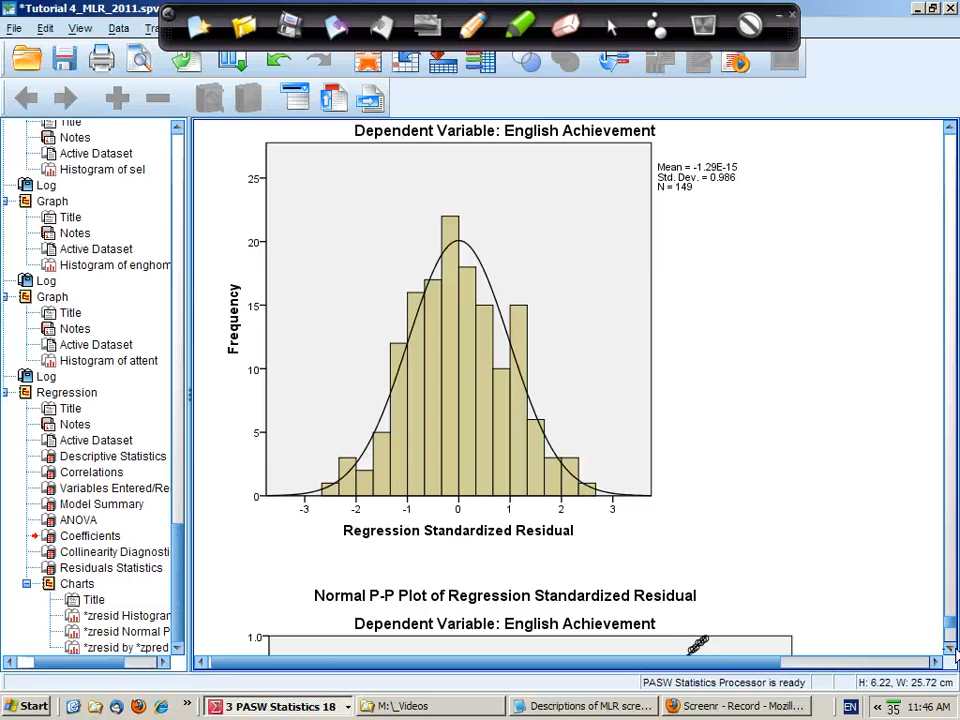 *Tutorial 4_MLR_2011.spv
File Edit View Data
Title
Notes
Active Dataset
Histogram of sel
Log
Graph
Title
Notes
Active Dataset
Histogram of enghom
Log
Graph
Title
Notes
Active Dataset
Histogram of attent
Log
Regression
Title
Notes
Active Dataset
Descriptive Statistics
Correlations
Variables Entered/Re
Model Summary
ANOVA
Coefficients
Collinearity Diagnosti
Residuals Statistics
Charts
Title
*zresid Histogram
*zresid Normal P
*zresid by *zpred
Dependent Variable: English Achievement
Mean = -1.29E-15
Std. Dev. = 0.986
N = 149
Frequency
25
20
15
10
5
0
-3 -2 -1 0 1 2 3
Regression Standardized Residual
Normal P-P Plot of Regression Standardized Residual
Dependent Variable: English Achievement
1.0
PASW Statistics Processor is ready
H: 6.22, W: 25.72 cm
Start
3 PASW Statistics 18
M:\_Videos
Descriptions of MLR scre...
Screenr - Record - Mozil...
EN
35
11:46 AM